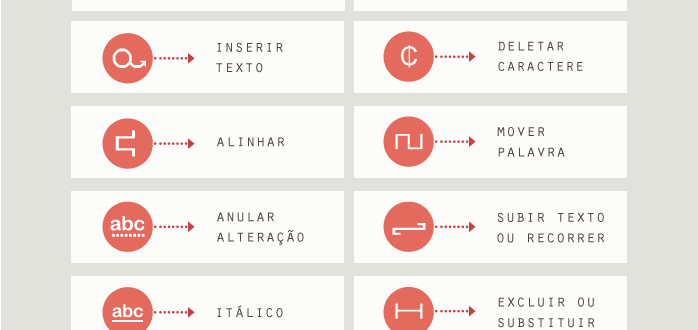 INSERIR
TEXTO
DELETAR
CARACTERE
ALINHAR
MOVER
PALAVRA
abc
ANULAR
ALTERAÇÃO
SUBIR TEXTO
OU RECORRER
abc
ITÁLICO
EXCLUIR OU
SUBSTITUIR